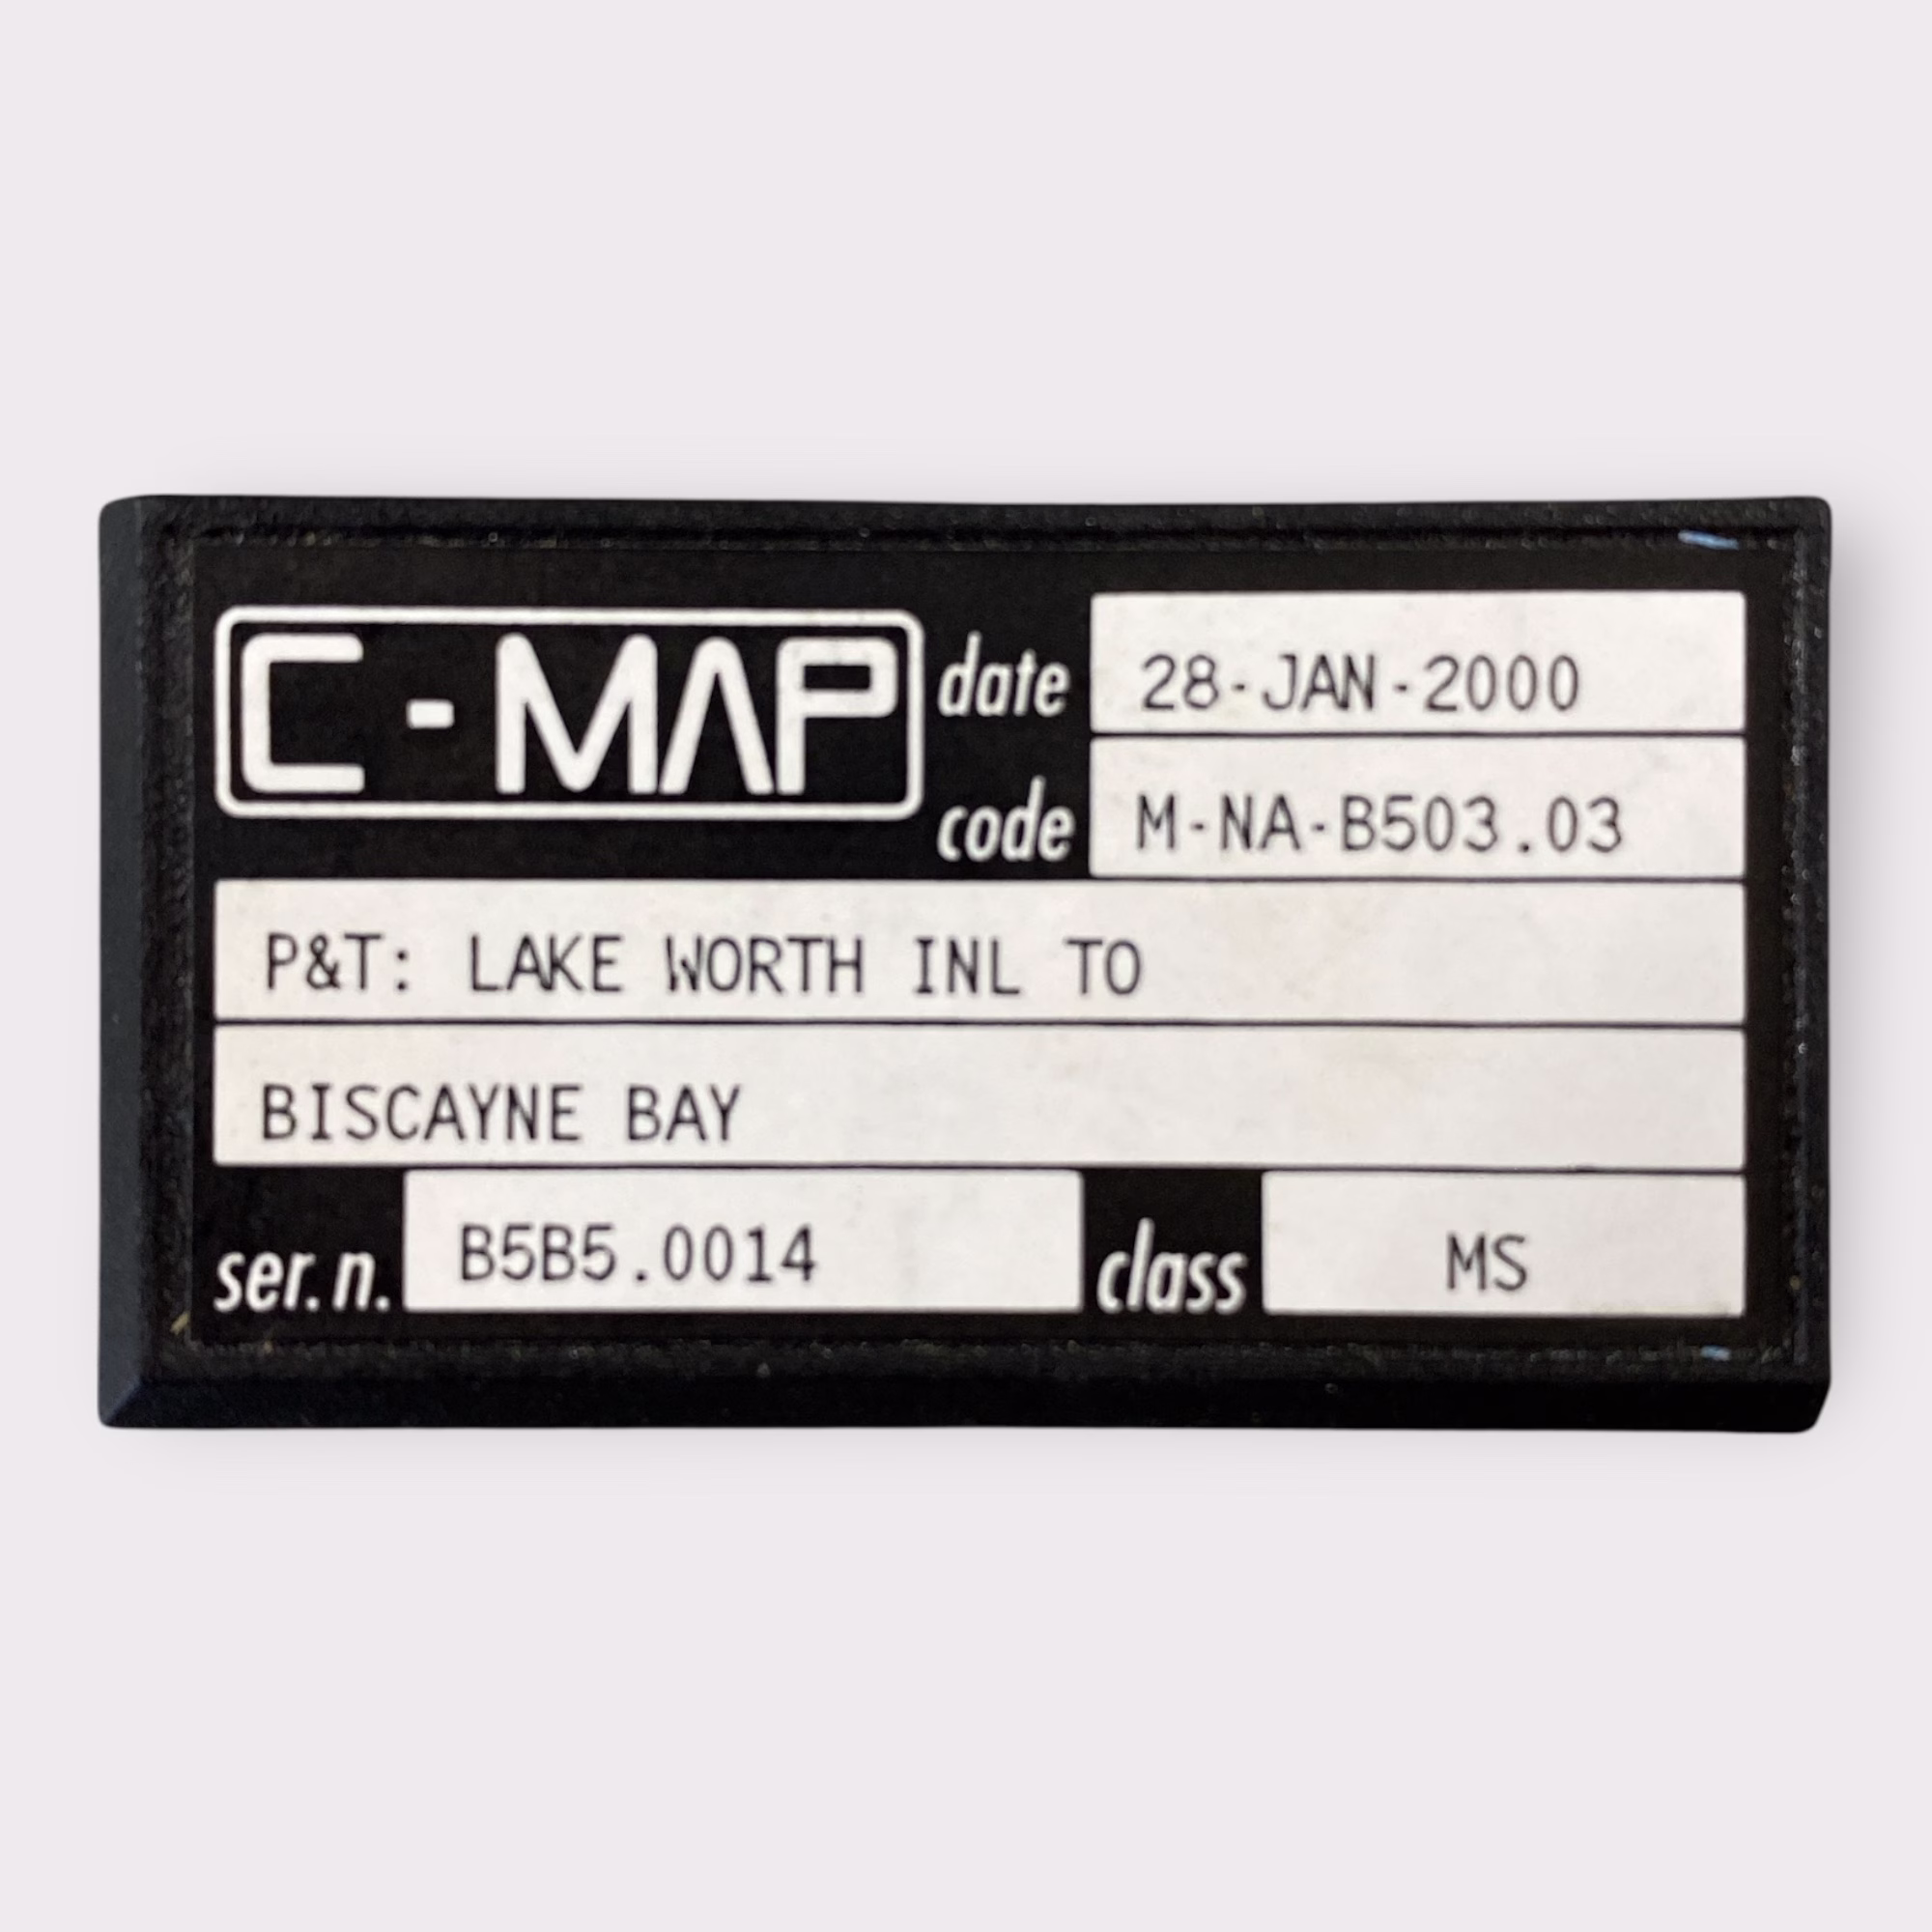 C-MAP
date 28-JAN-2000
code M-NA-B503.03
P&T: LAKE WORTH INL TO
BISCAYNE BAY
ser. n. B5B5.0014 class MS